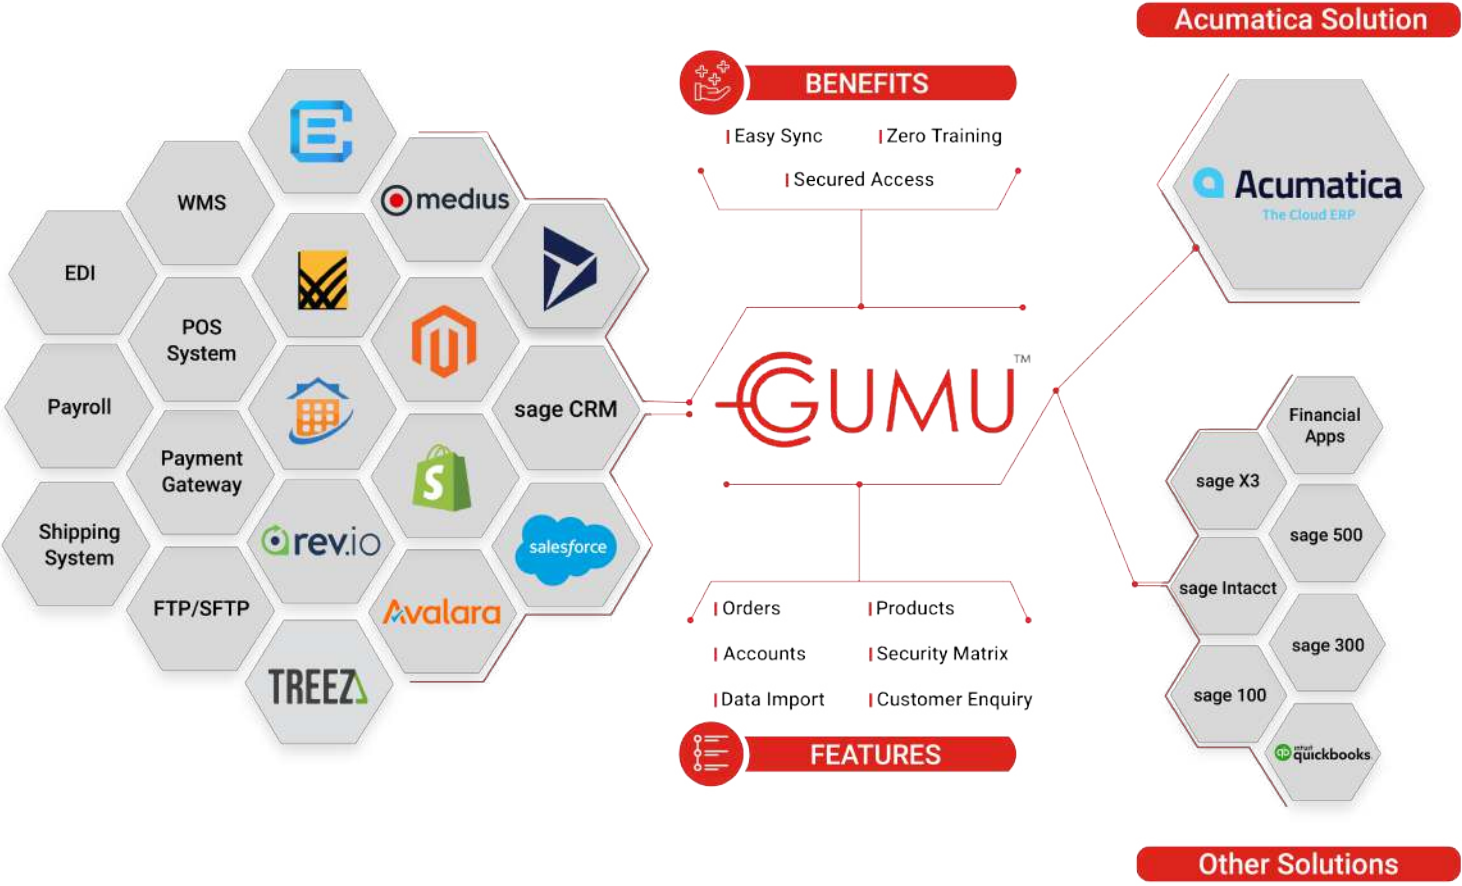 Acumatica Solution
BENEFITS
Easy Sync
Zero Training
Secured Access
WMS
medius
EDI
POS
System
Payroll
sage CRM
Payment
Gateway
Shipping
System
rev.io
salesforce
FTP/SFTP
Avalara
TREEZ
GUMU
TM
Acumatica
The Cloud ERP
Financial
Apps
sage X3
sage 500
sage Intacct
sage 300
sage 100
intuit
quickbooks
Orders
Products
Accounts
Security Matrix
Data Import
Customer Enquiry
FEATURES
Other Solutions